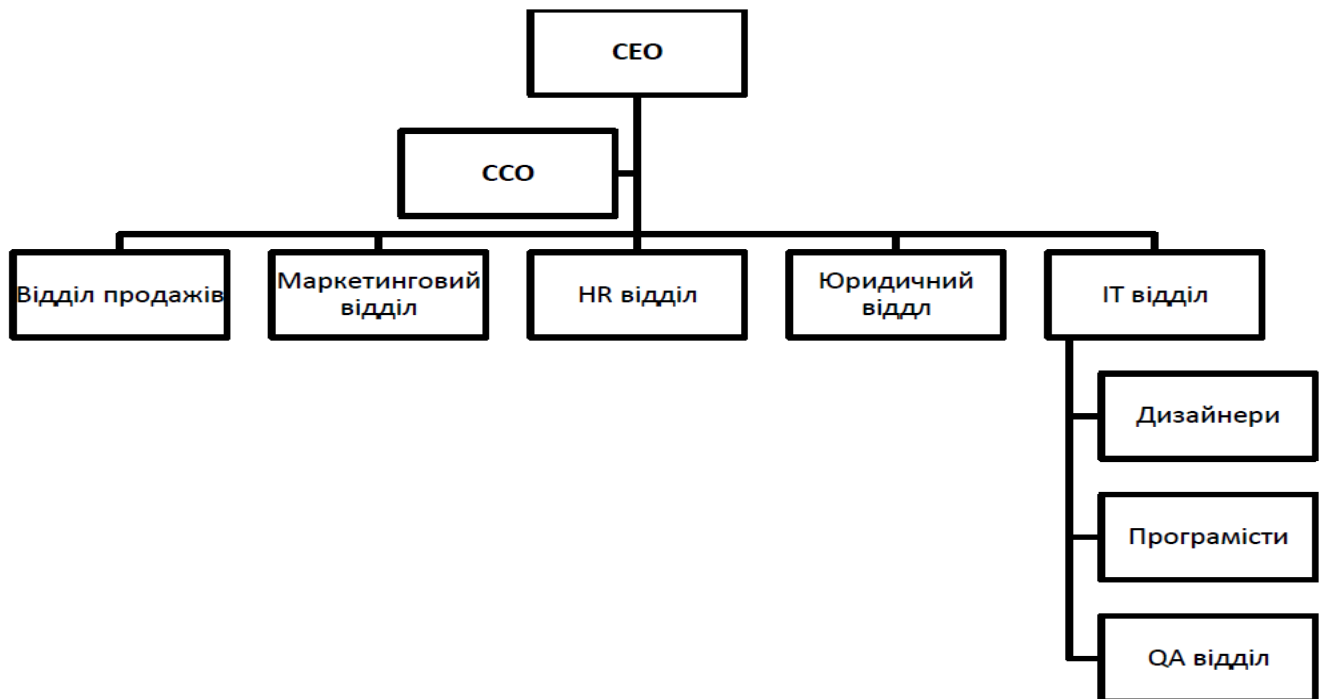 CEO
CCO
Відділ продажів
Маркетинговий
відділ
HR відділ
Юридичний
віддл
IT відділ
Дизайнери
Програмісти
QA відділ